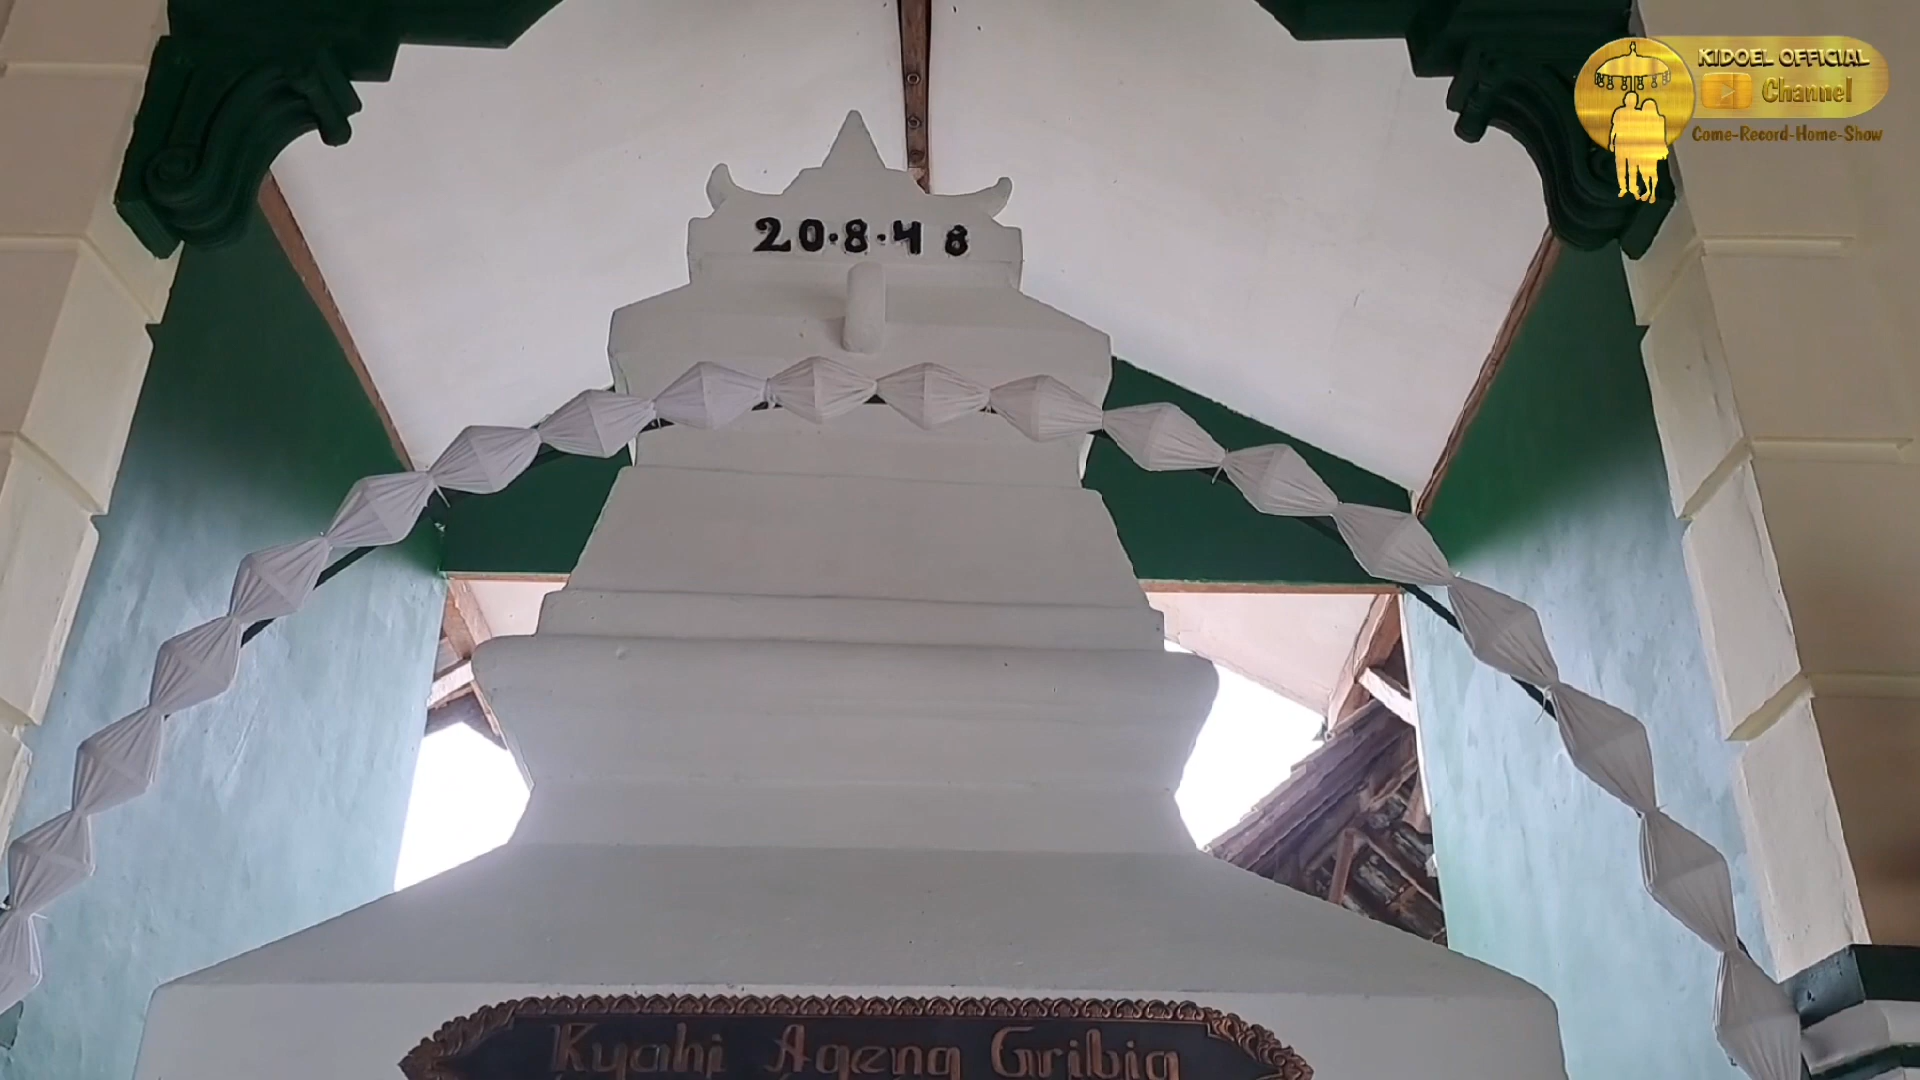 KIDOEL OFFICIAL
Channel
Come-Record-Home-Show
20·8·48
Kyahi Ageng Gribig